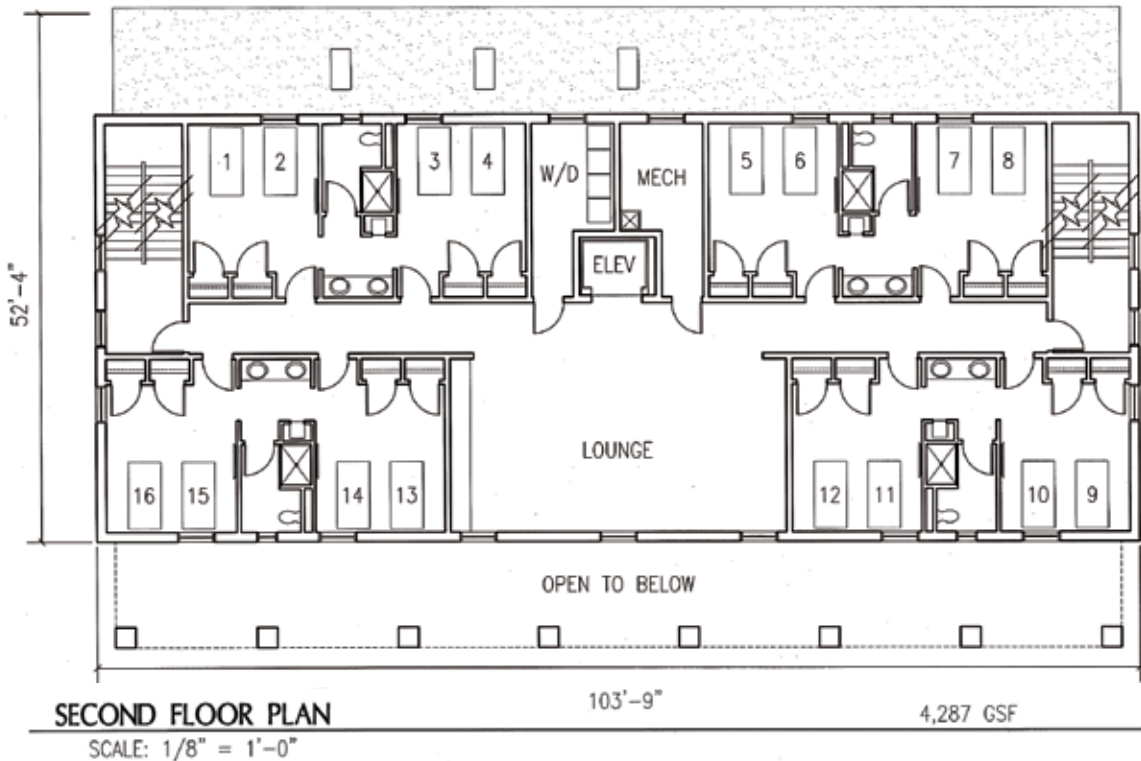 1 2 3 4 W/D MECH 5 6 7 8
ELEV
52'-4"
LOUNGE
16 15 14 13 12 11 10 9
OPEN TO BELOW
SECOND FLOOR PLAN 103'-9" 4,287 GSF
SCALE: 1/8" = 1'-0"